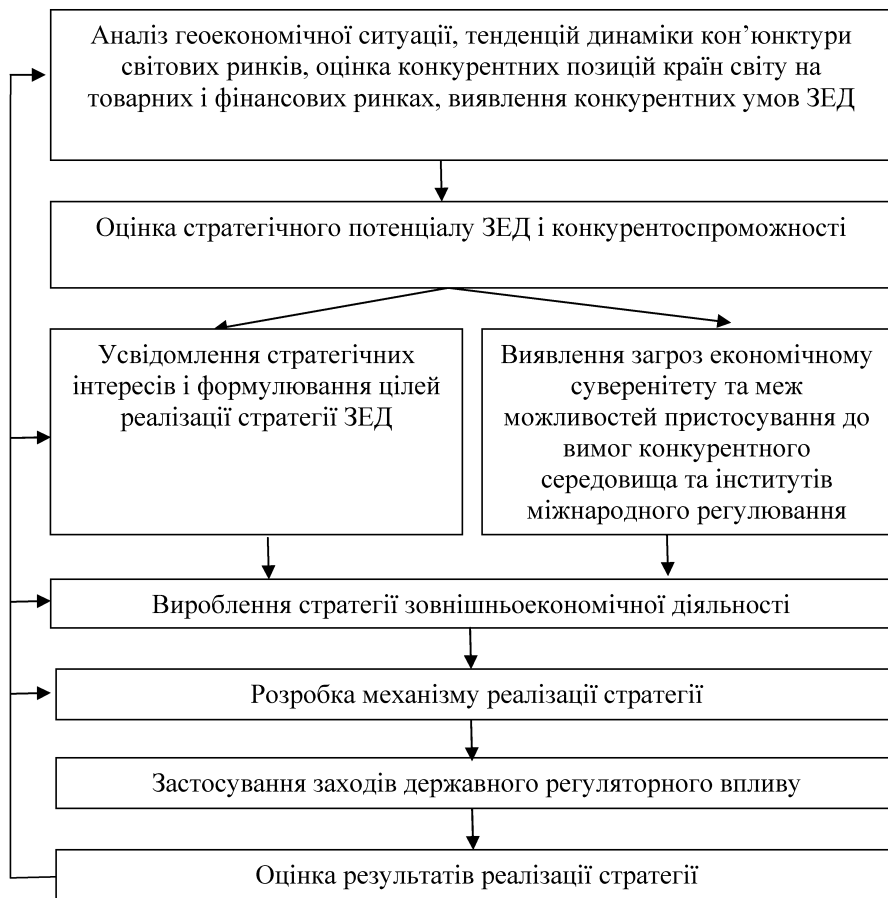 Аналіз геоекономічної ситуації, тенденцій динаміки кон’юнктури
світових ринків, оцінка конкурентних позицій країн світу на
товарних і фінансових ринках, виявлення конкурентних умов ЗЕД
Оцінка стратегічного потенціалу ЗЕД і конкурентоспроможності
Усвідомлення стратегічних
інтересів і формулювання цілей
реалізації стратегії ЗЕД
Виявлення загроз економічному
суверенітету та меж
можливостей пристосування до
вимог конкурентного
середовища та інститутів
міжнародного регулювання
Вироблення стратегії зовнішньоекономічної діяльності
Розробка механізму реалізації стратегії
Застосування заходів державного регуляторного впливу
Оцінка результатів реалізації стратегії